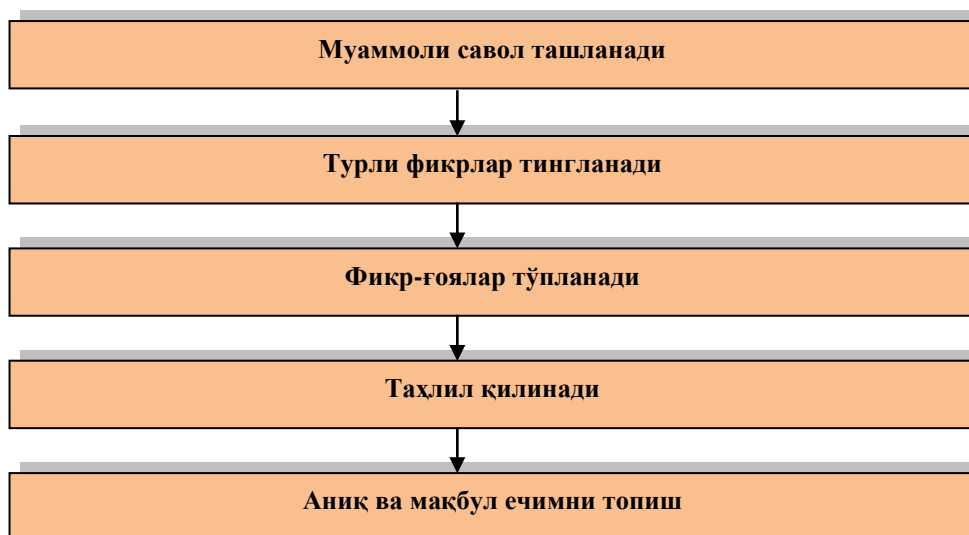 Муаммоли савол ташланади
Турли фикрлар тингланади
Фикр-ғоялар тўпланади
Таҳлил қилинади
Аниқ ва мақбул ечимни топиш